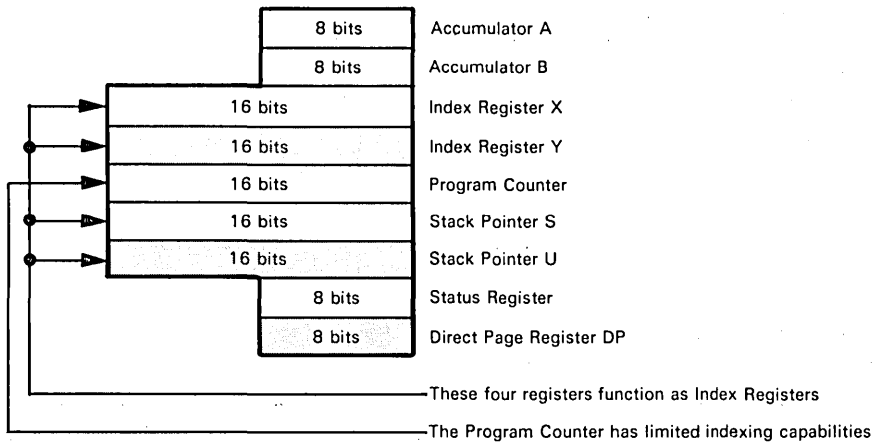 8 bits Accumulator A
8 bits Accumulator B
16 bits Index Register X
16 bits Index Register Y
16 bits Program Counter
16 bits Stack Pointer S
16 bits Stack Pointer U
8 bits Status Register
8 bits Direct Page Register DP
These four registers function as Index Registers
The Program Counter has limited indexing capabilities